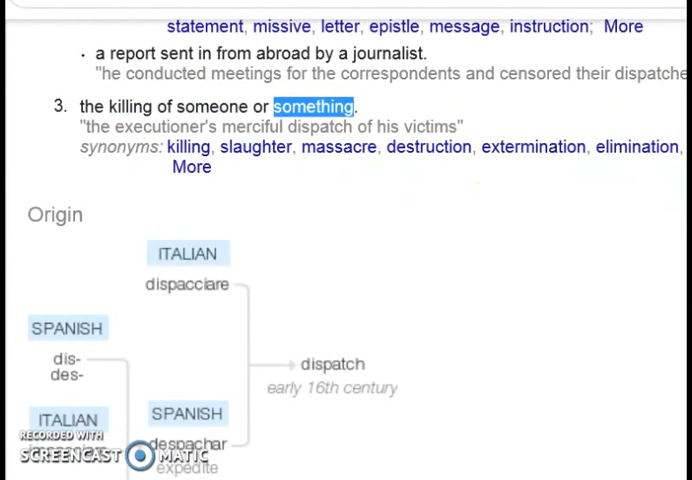 statement, missive, letter, epistle, message, instruction; More
· a report sent in from abroad by a journalist.
"he conducted meetings for the correspondents and censored their dispatche
3. the killing of someone or something.
"the executioner's merciful dispatch of his victims"
synonyms: killing, slaughter, massacre, destruction, extermination, elimination,
More
Origin
ITALIAN
dispacciare
SPANISH
dis-
des-
dispatch
early 16th century
ITALIAN
SPANISH
despachar
expedite
RECORDED WITH
SCREENCAST MATIC